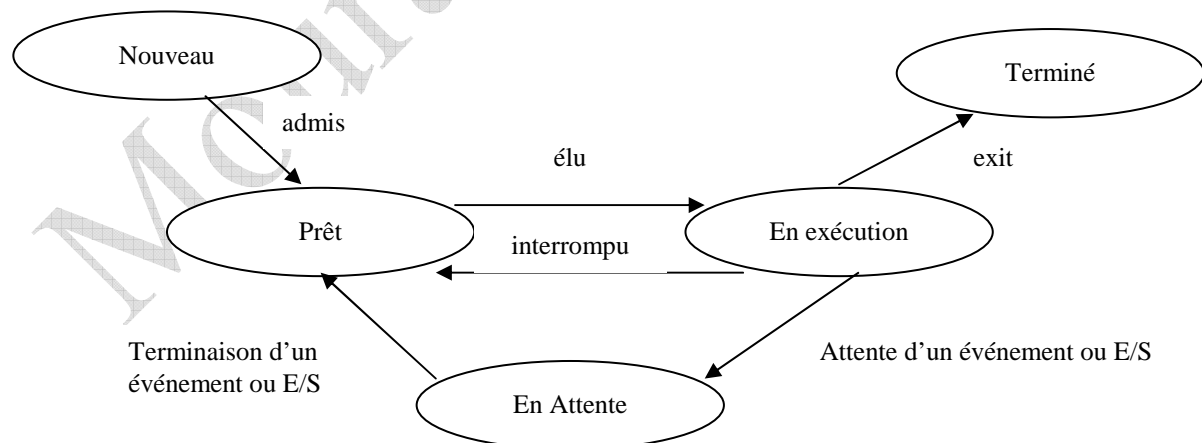 Nouveau
Terminé
admis
élu
exit
Prêt
En exécution
interrompu
Terminaison d'un
événement ou E/S
Attente d'un événement ou E/S
En Attente